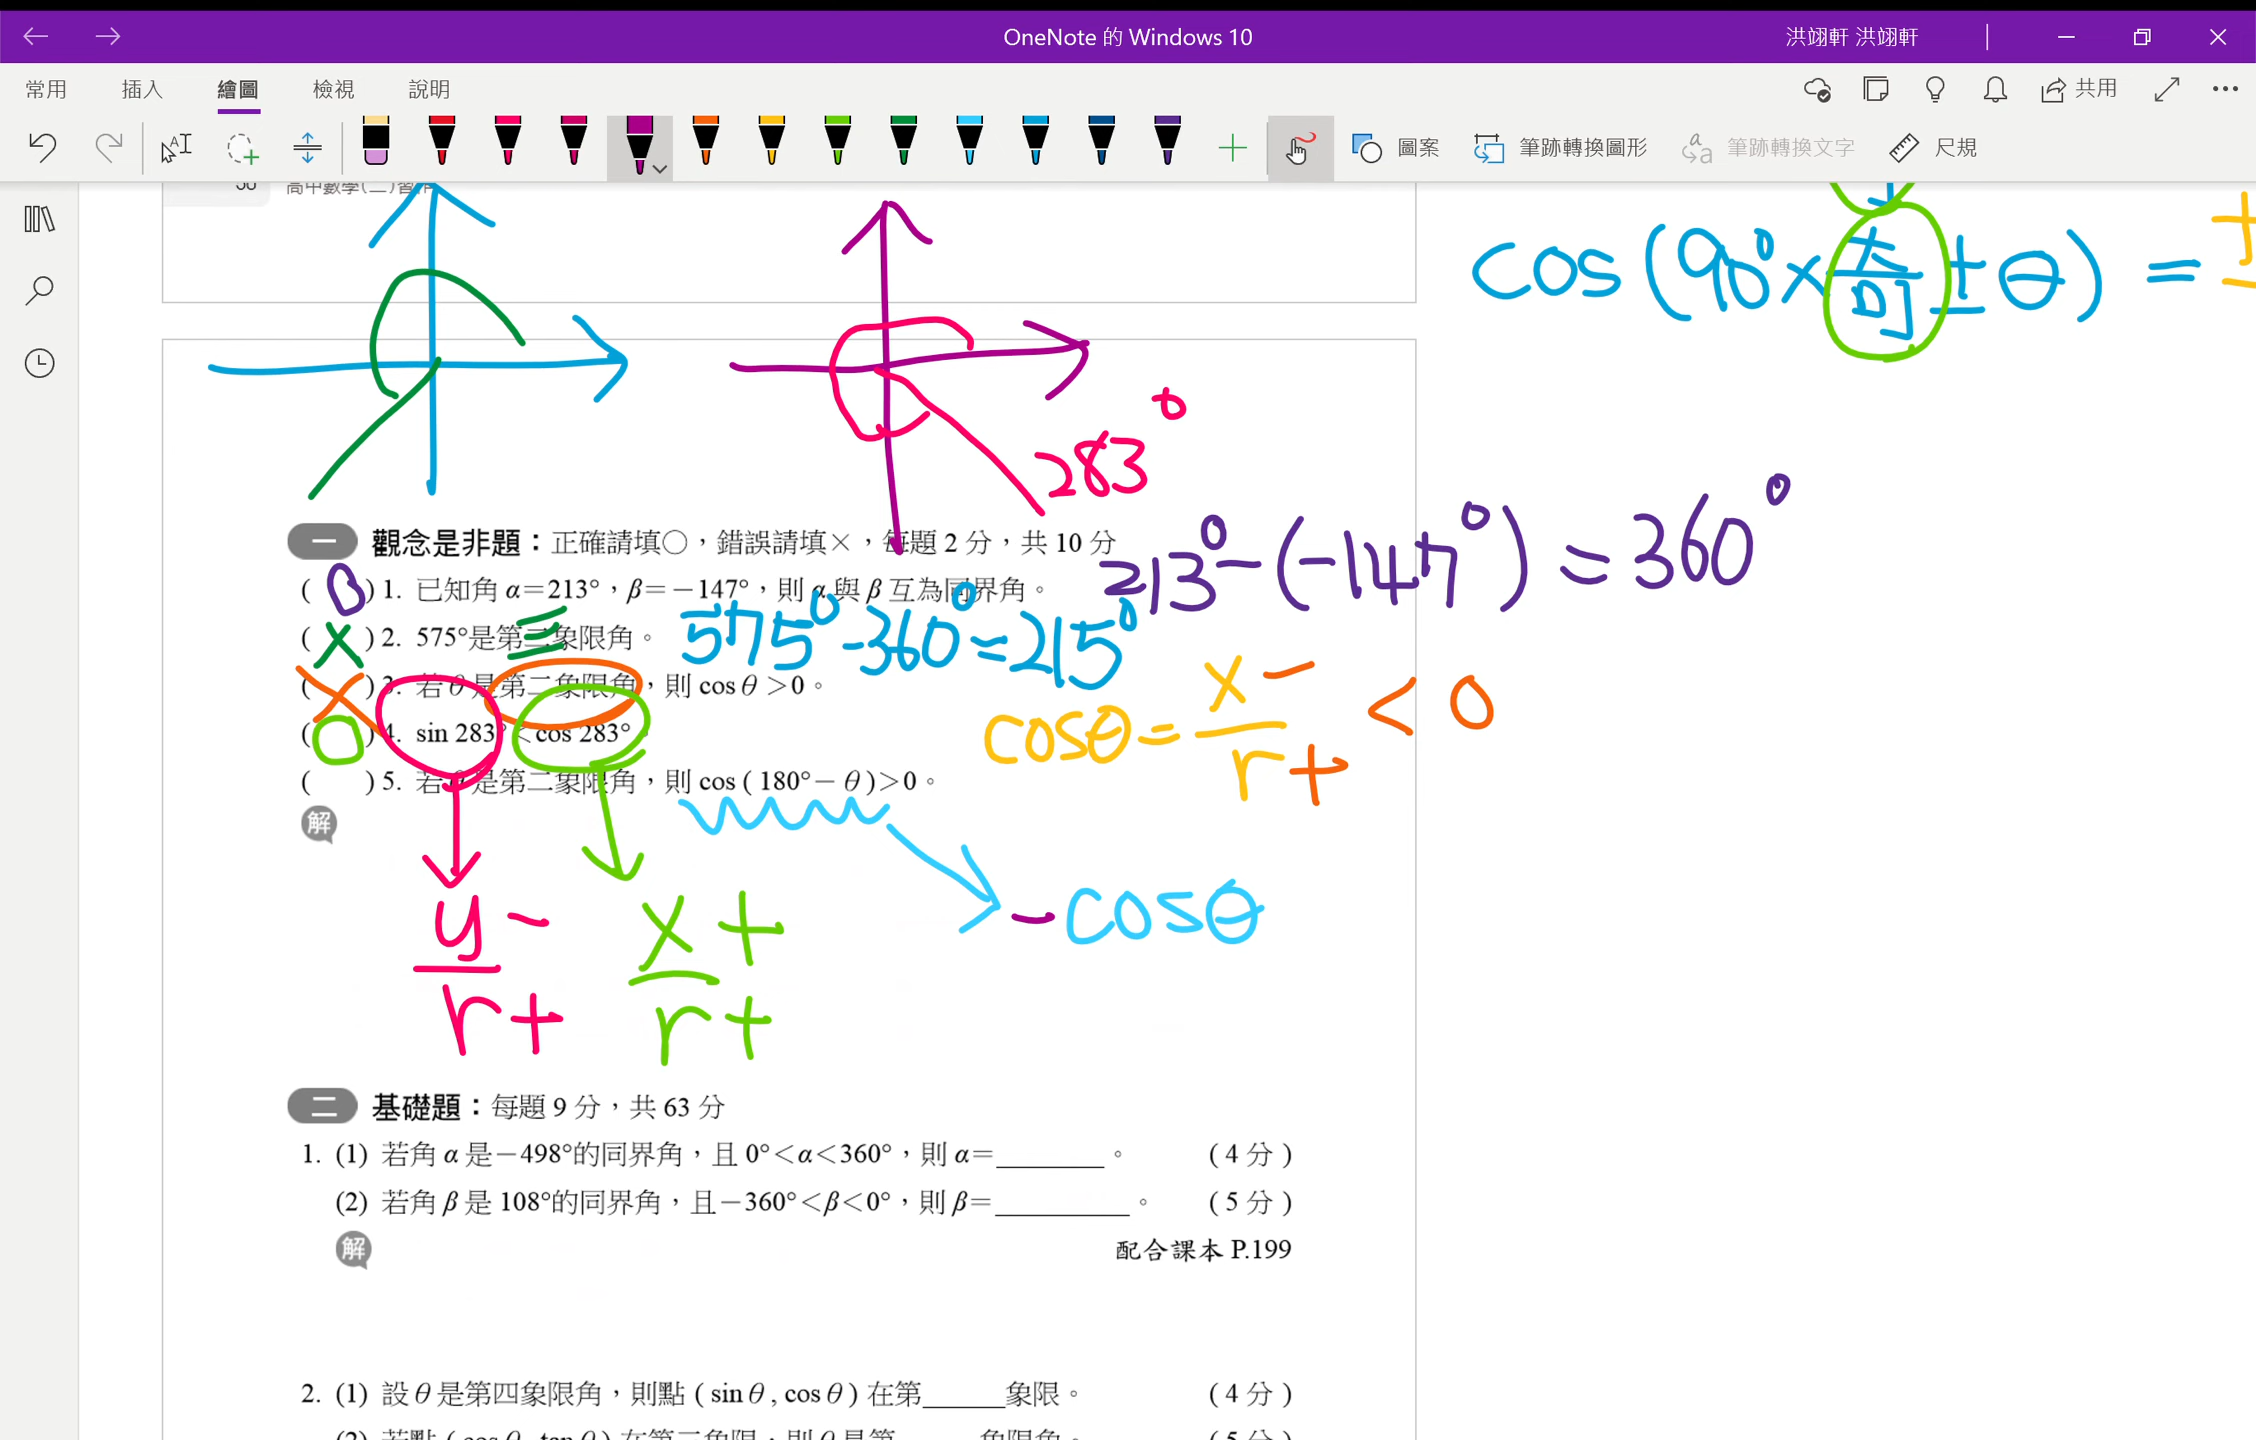 OneNote 的 Windows 10
洪翊軒 洪翊軒
常用 插入 繪圖 檢視 說明
共用
圖案 筆跡轉換圖形 筆跡轉換文字 尺規
高中數學(二)習作
cos(90°×奇±θ) = ±
283°
一 觀念是非題：正確請填○，錯誤請填×，每題 2 分，共 10 分
(O) 1. 已知角 α＝213°，β＝－147°，則 α 與 β 互為同界角。
213°-(-147°) = 360°
(X) 2. 575°是第二象限角。
三
575°-360°=215°
(X) 3. 若 θ 是第二象限角，則 cos θ ＞0。
cosθ = x- / r+ < 0
(O) 4. sin 283°＜cos 283°
( ) 5. 若 θ 是第二象限角，則 cos ( 180°－ θ )＞0。
解
-cosθ
y- x+
r+ r+
二 基礎題：每題 9 分，共 63 分
1. (1) 若角 α 是－498°的同界角，且 0°＜α＜360°，則 α＝________。 ( 4 分 )
(2) 若角 β 是 108°的同界角，且－360°＜β＜0°，則 β＝__________。 ( 5 分 )
解
配合課本 P.199
2. (1) 設 θ 是第四象限角，則點 ( sin θ , cos θ ) 在第______象限。 ( 4 分 )